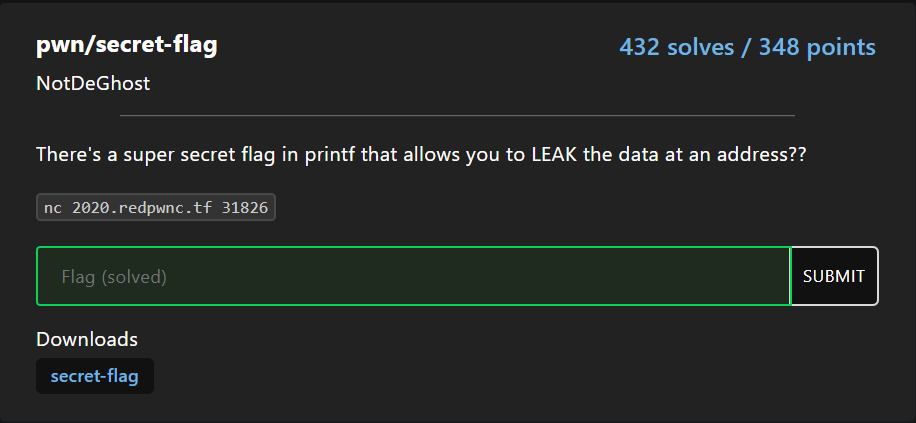 pwn/secret-flag
432 solves / 348 points
NotDeGhost
There's a super secret flag in printf that allows you to LEAK the data at an address??
nc 2020.redpwnc.tf 31826
Flag (solved)
SUBMIT
Downloads
secret-flag